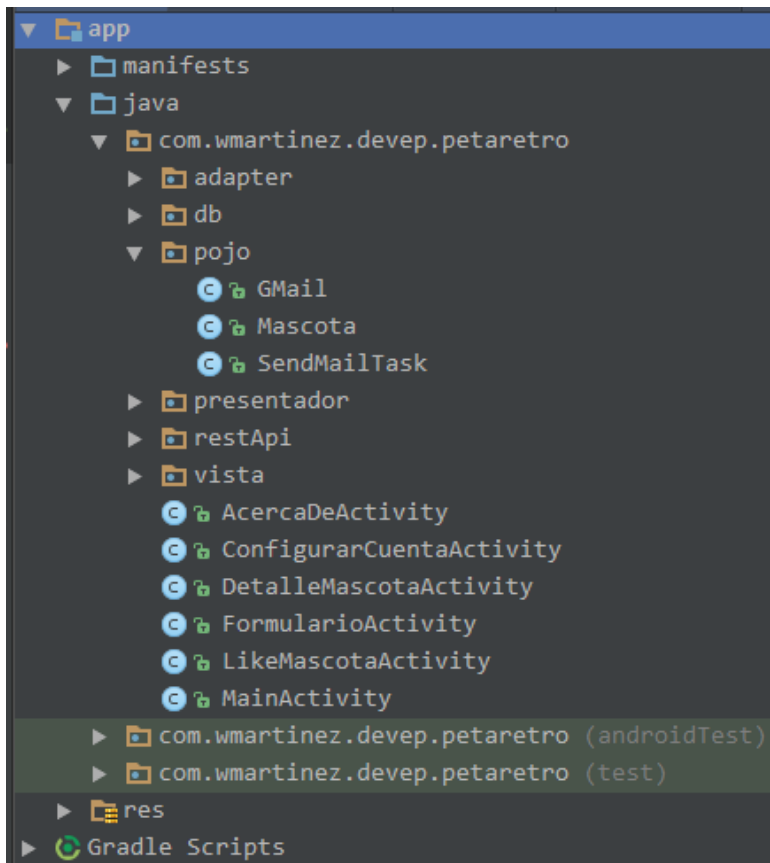 app
manifests
java
com.wmartinez.devep.petaretro
adapter
db
pojo
GMail
Mascota
SendMailTask
presentador
restApi
vista
AcercaDeActivity
ConfigurarCuentaActivity
DetalleMascotaActivity
FormularioActivity
LikeMascotaActivity
MainActivity
com.wmartinez.devep.petaretro (androidTest)
com.wmartinez.devep.petaretro (test)
res
Gradle Scripts